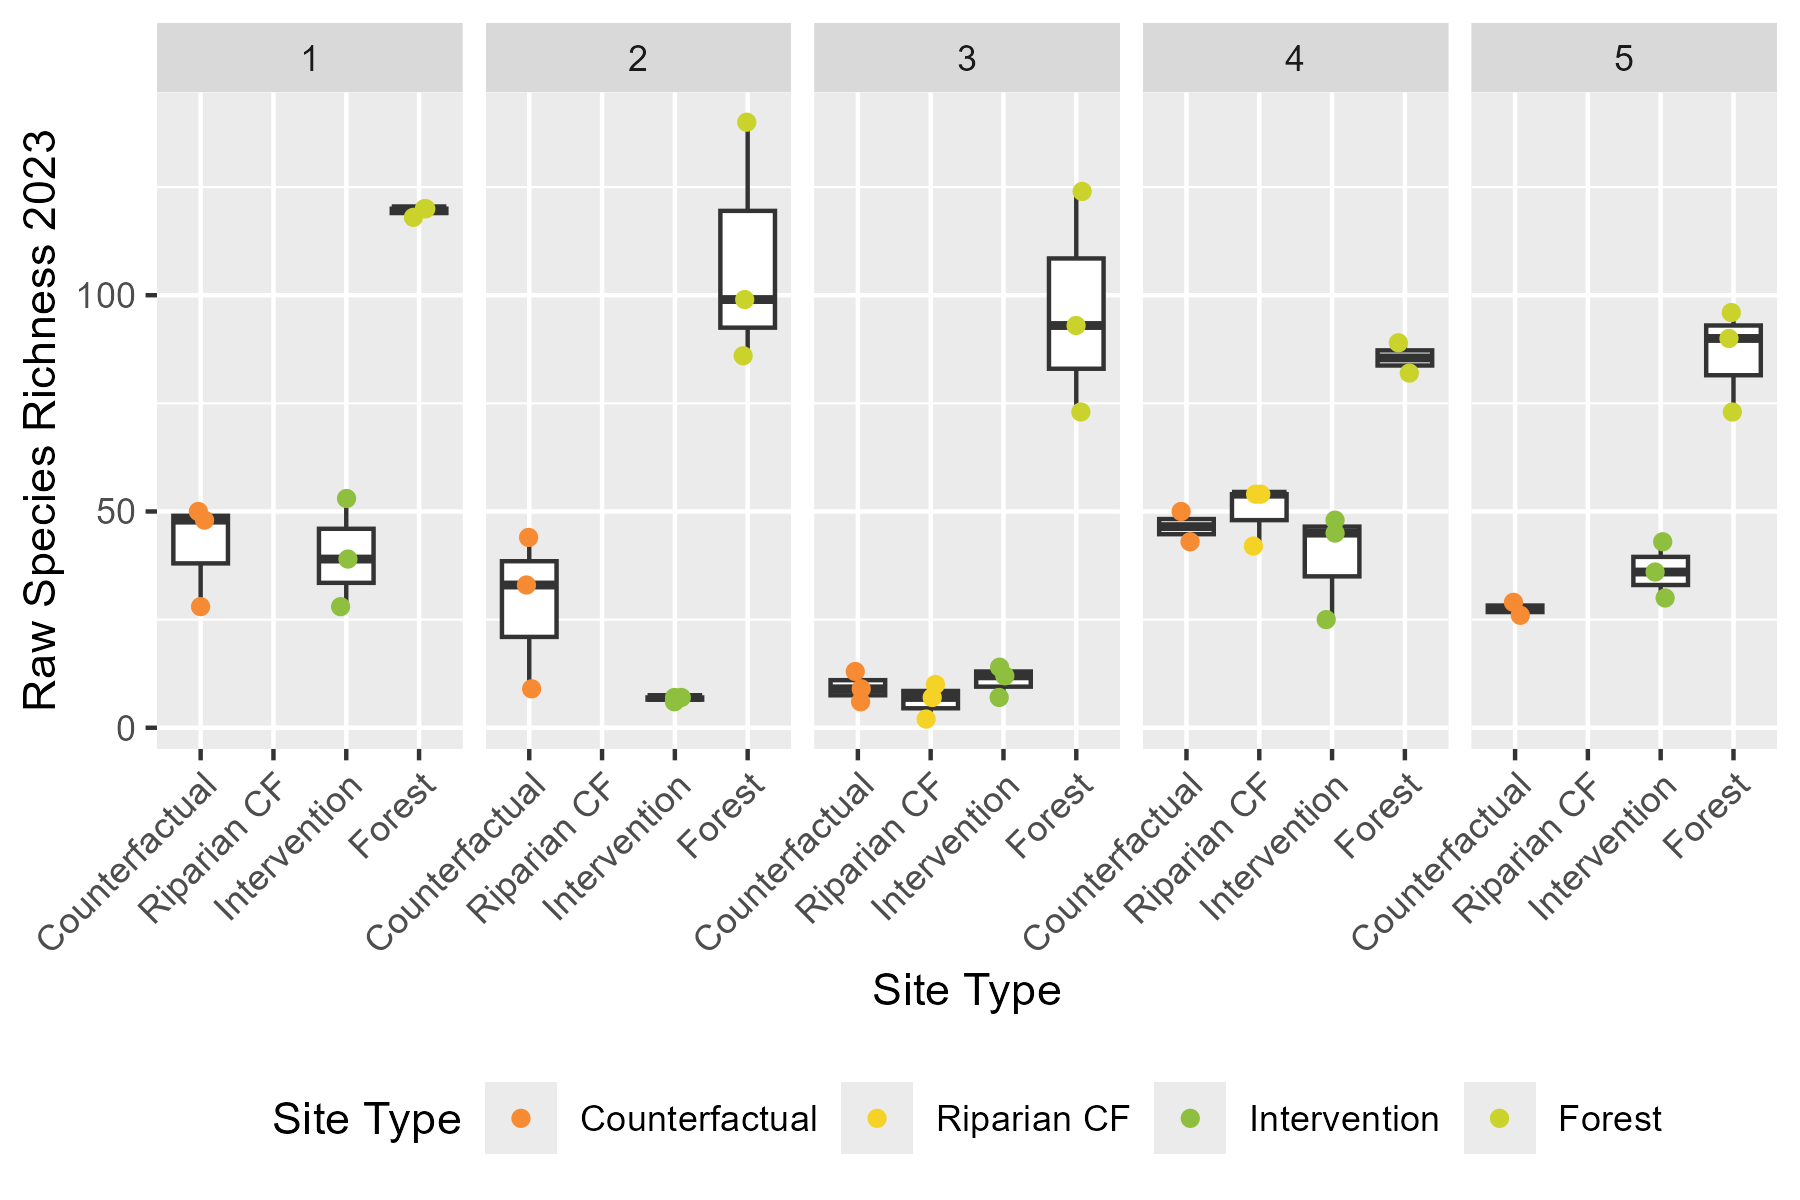 1 2 3 4 5
Raw Species Richness 2023
100
50
0
Counterfactual Riparian CF Intervention Forest Counterfactual Riparian CF Intervention Forest Counterfactual Riparian CF Intervention Forest Counterfactual Riparian CF Intervention Forest Counterfactual Riparian CF Intervention Forest
Site Type
Site Type Counterfactual Riparian CF Intervention Forest